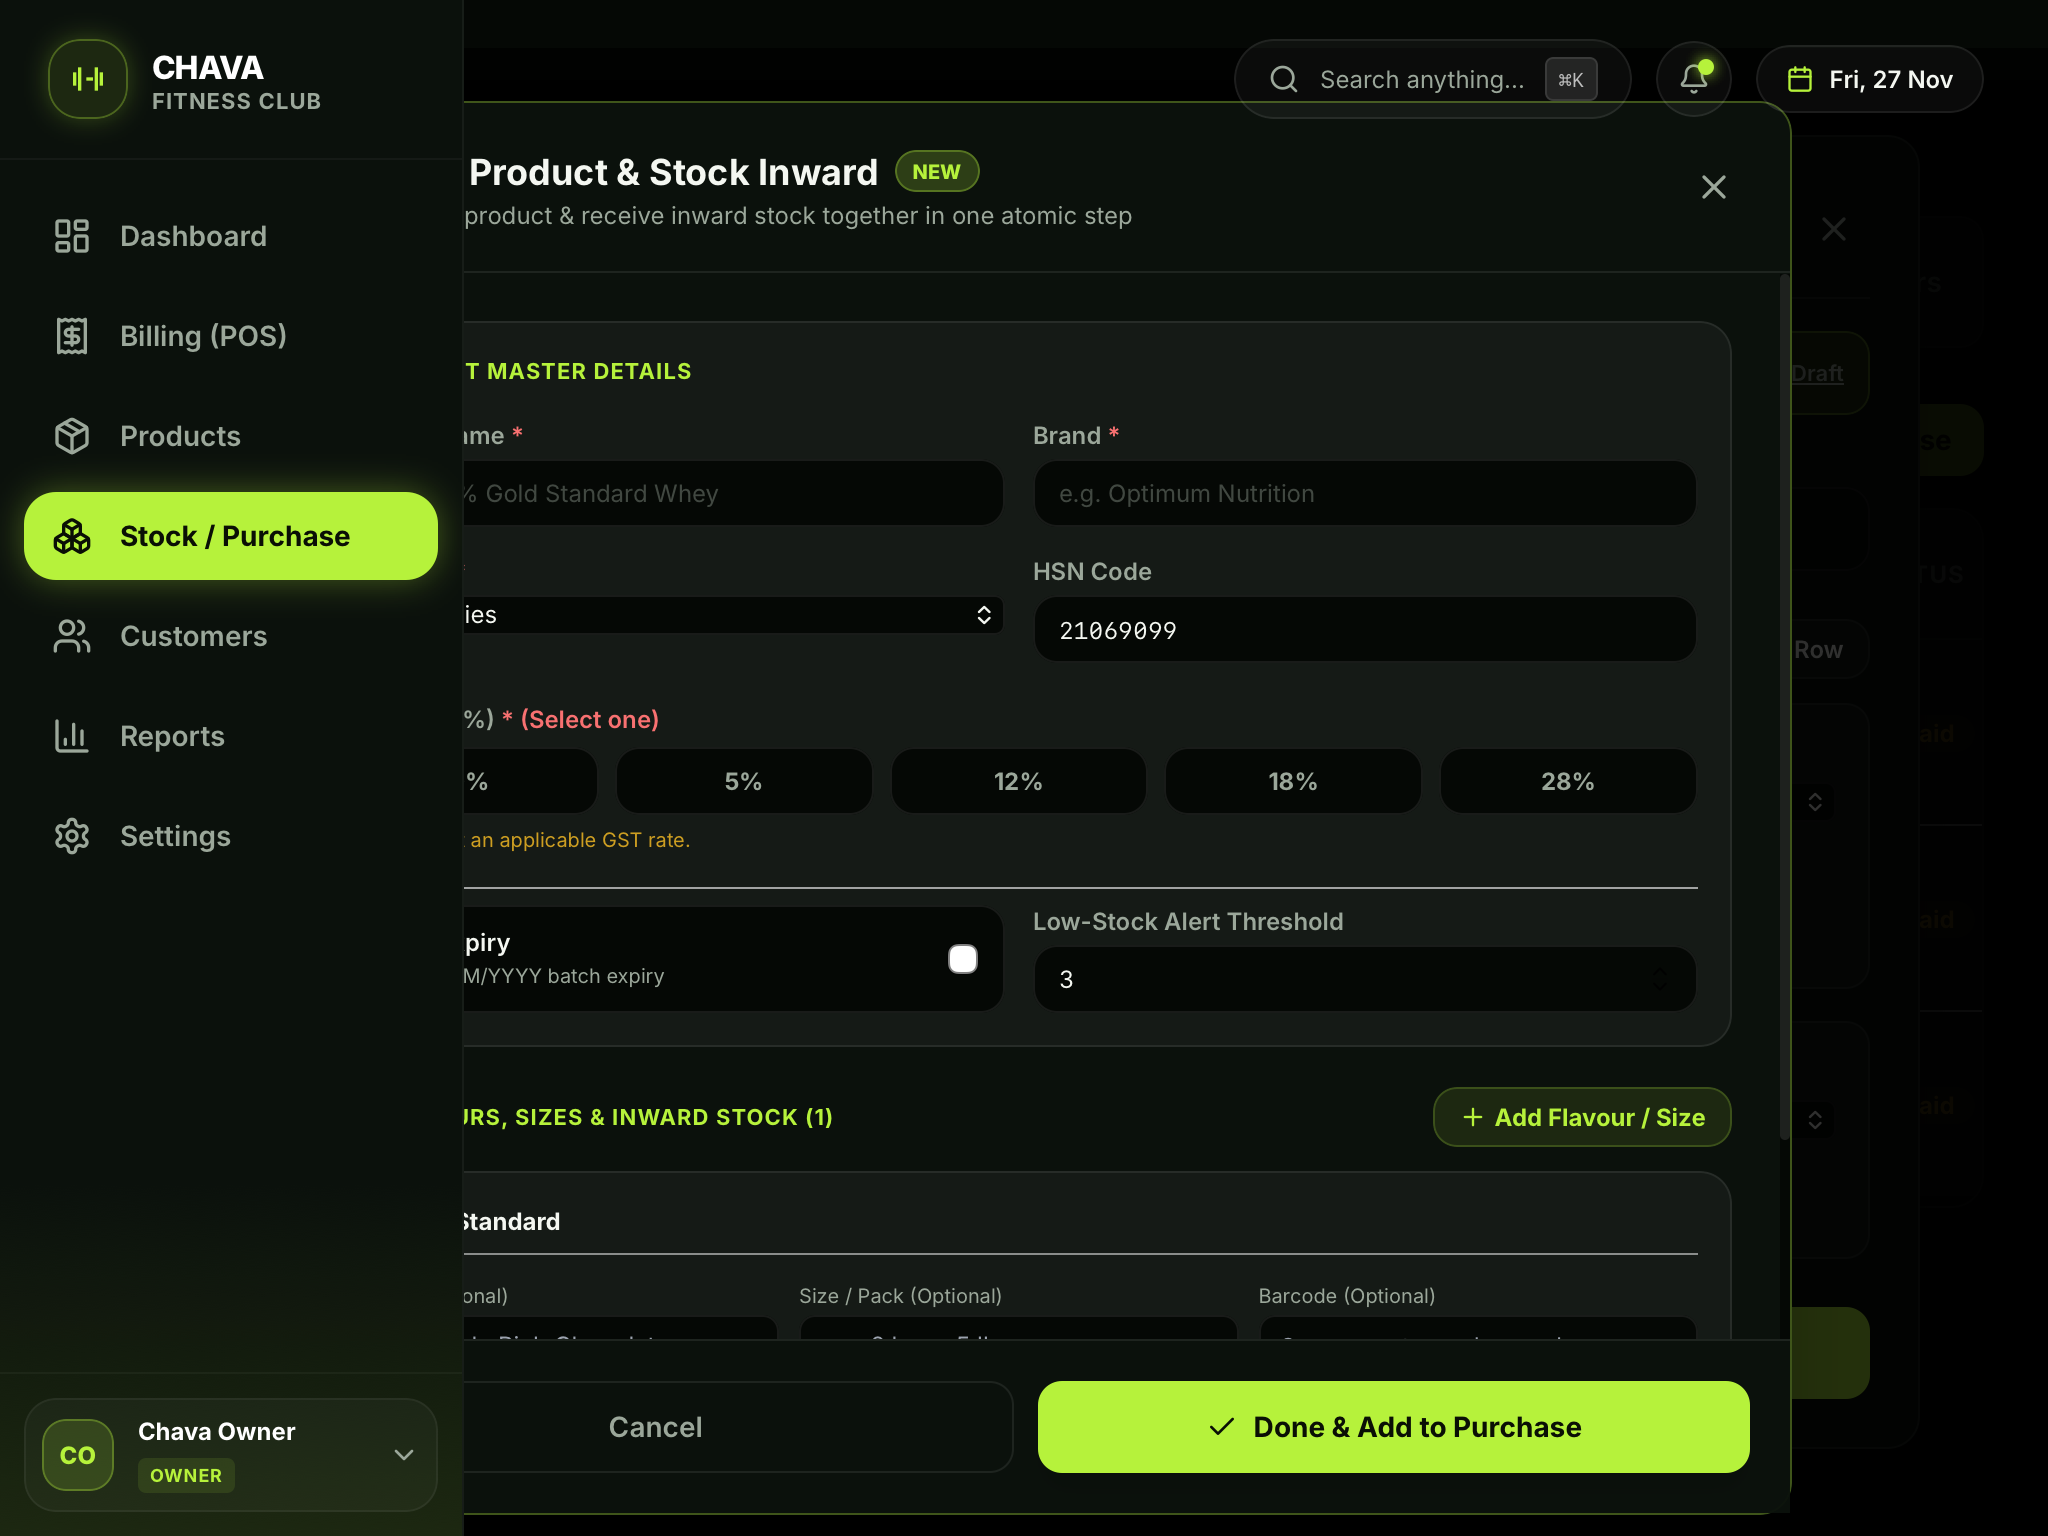 CHAVA
FITNESS CLUB
Dashboard
Billing (POS)
Products
Stock / Purchase
Customers
Reports
Settings
Chava Owner
CO
OWNER
Search anything...
⌘K
Fri, 27 Nov
Product & Stock Inward NEW
product & receive inward stock together in one atomic step
T MASTER DETAILS
ame *
Brand *
% Gold Standard Whey
e.g. Optimum Nutrition
HSN Code
ies
21069099
%) * (Select one)
% 5% 12% 18% 28%
an applicable GST rate.
piry
M/YYYY batch expiry
Low-Stock Alert Threshold
3
URS, SIZES & INWARD STOCK (1)
+ Add Flavour / Size
Standard
onal)
Size / Pack (Optional)
Barcode (Optional)
Cancel
Done & Add to Purchase
Draft
Row